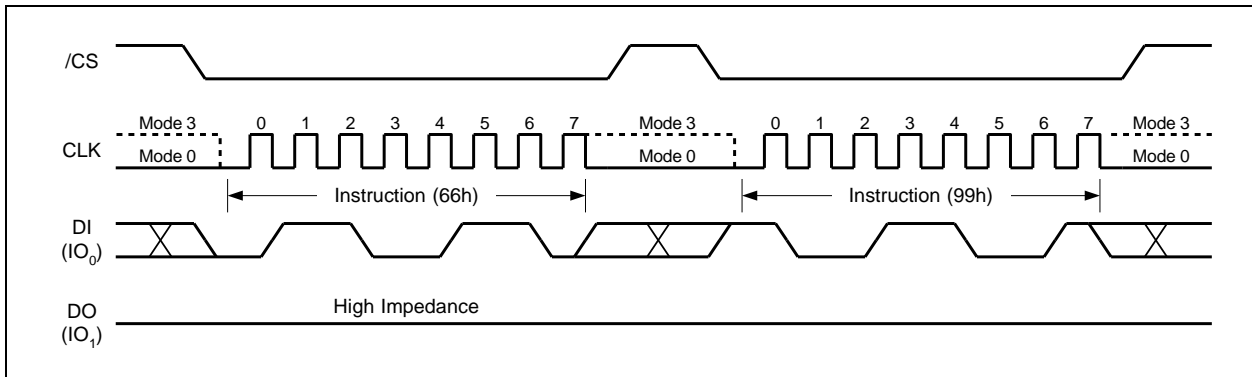 /CS
Mode 3 0 1 2 3 4 5 6 7 Mode 3 0 1 2 3 4 5 6 7 Mode 3
CLK
Mode 0 Mode 0 Mode 0
Instruction (66h) Instruction (99h)
DI
(IO₀)
High Impedance
DO
(IO₁)